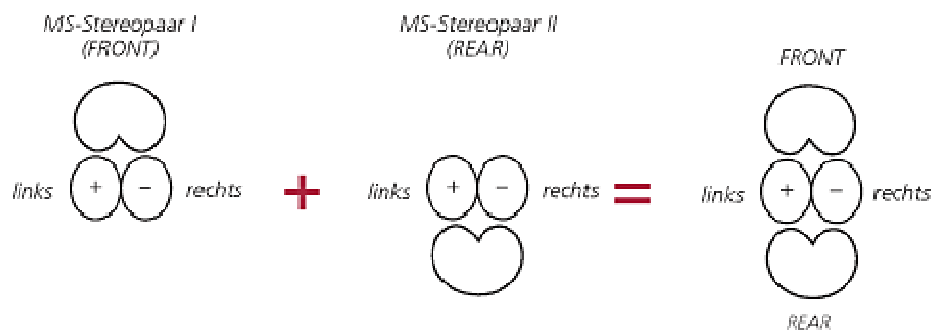 MS-Stereopaar I
(FRONT)
MS-Stereopaar II
(REAR)
FRONT
links + − rechts
+
links + − rechts
=
links + − rechts
REAR